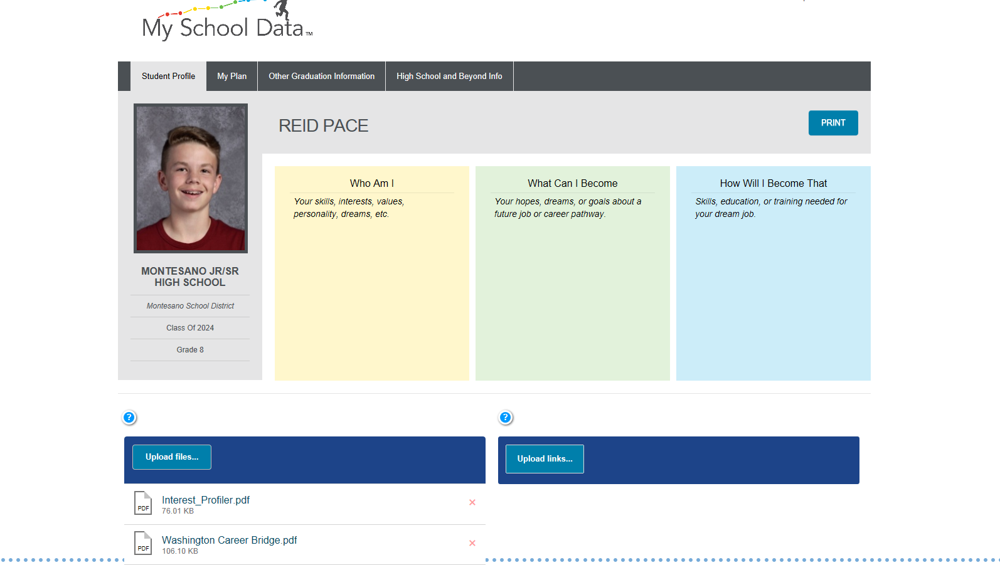 My School Data™
Student Profile
My Plan
Other Graduation Information
High School and Beyond Info
REID PACE
PRINT
MONTESANO JR/SR
HIGH SCHOOL
Montesano School District
Class Of 2024
Grade 8
Who Am I
Your skills, interests, values,
personality, dreams, etc.
What Can I Become
Your hopes, dreams, or goals about a
future job or career pathway.
How Will I Become That
Skills, education, or training needed for
your dream job.
?
?
Upload files...
Upload links...
PDF
Interest_Profiler.pdf
76.01 KB
×
PDF
Washington Career Bridge.pdf
106.10 KB
×